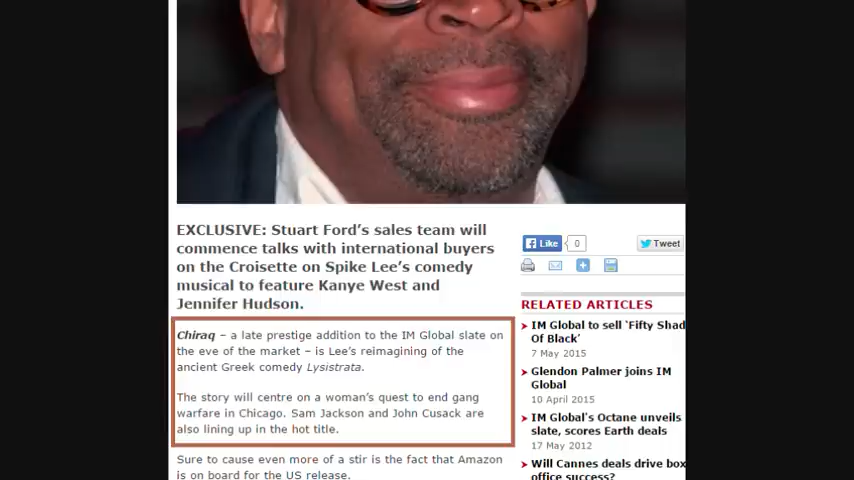 EXCLUSIVE: Stuart Ford's sales team will
commence talks with international buyers
on the Croisette on Spike Lee's comedy
musical to feature Kanye West and
Jennifer Hudson.
Chiraq – a late prestige addition to the IM Global slate on
the eve of the market – is Lee's reimagining of the
ancient Greek comedy Lysistrata.
The story will centre on a woman's quest to end gang
warfare in Chicago. Sam Jackson and John Cusack are
also lining up in the hot title.
Sure to cause even more of a stir is the fact that Amazon
is on board for the US release.
Like 0 Tweet
RELATED ARTICLES
IM Global to sell 'Fifty Shad
Of Black'
7 May 2015
Glendon Palmer joins IM
Global
10 April 2015
IM Global's Octane unveils
slate, scores Earth deals
17 May 2012
Will Cannes deals drive box
office success?